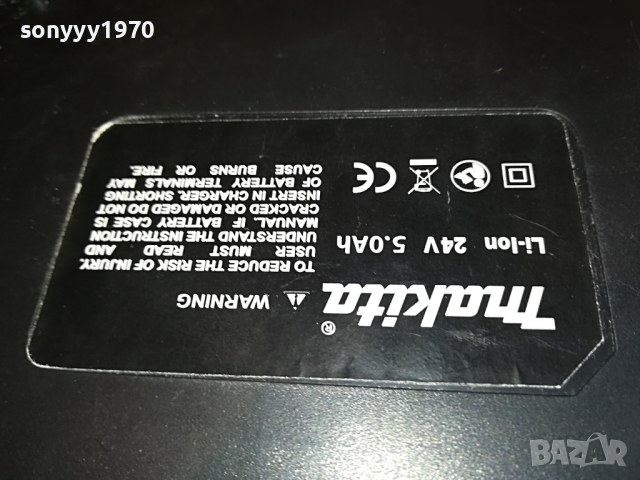 sonyyy1970
makita®
Li-Ion 24V 5.0Ah
CE
⚠ WARNING
TO REDUCE THE RISK OF INJURY.
USER MUST READ AND
UNDERSTAND THE INSTRUCTION
MANUAL. IF BATTERY CASE IS
CRACKED OR DAMAGED DO NOT
INSERT IN CHARGER. SHORTING
OF BATTERY TERMINALS MAY
CAUSE BURNS OR FIRE.
BAZAR